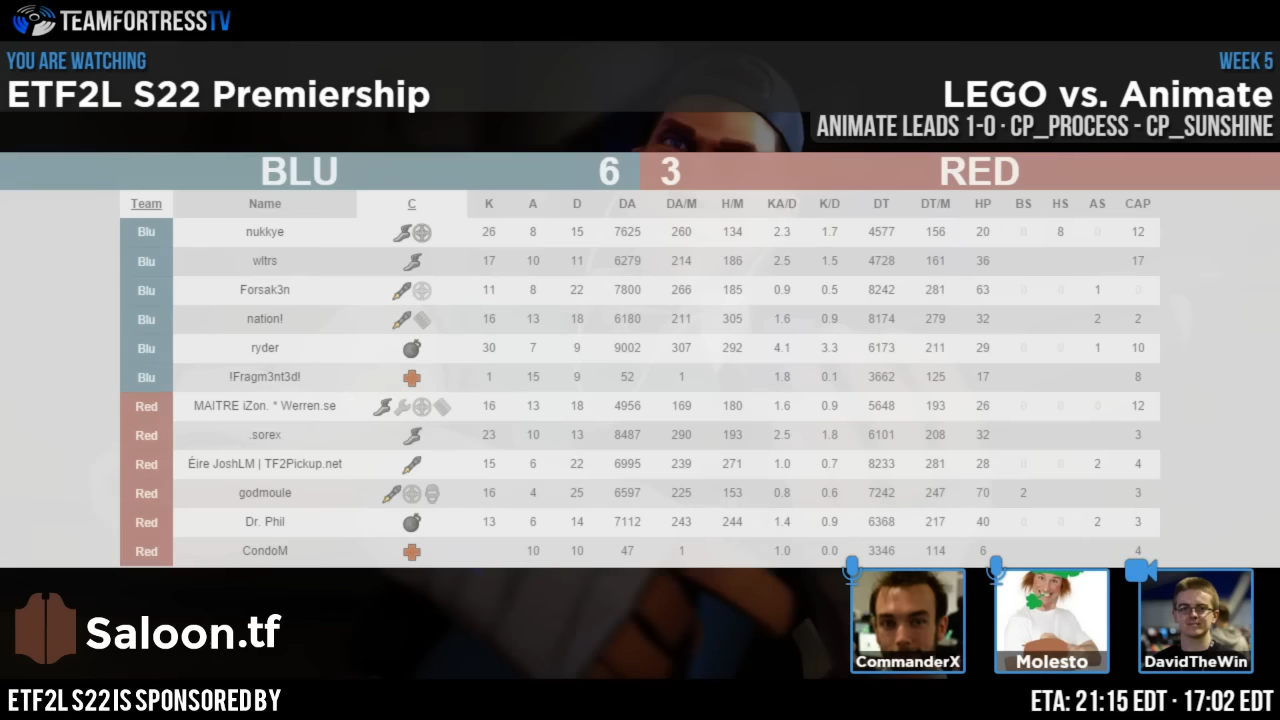 TEAMFORTRESSTV
YOU ARE WATCHING
WEEK 5
ETF2L S22 Premiership
LEGO vs. Animate
ANIMATE LEADS 1-0 · CP_PROCESS - CP_SUNSHINE
BLU 6 3 RED
Team Name C K A D DA DA/M H/M KA/D K/D DT DT/M HP BS HS AS CAP
Blu nukkye 26 8 15 7625 260 134 2.3 1.7 4577 156 20 0 8 0 12
Blu wltrs 17 10 11 6279 214 186 2.5 1.5 4728 161 36 17
Blu Forsak3n 11 8 22 7800 266 185 0.9 0.5 8242 281 63 0 0 1 0
Blu nation! 16 13 18 6180 211 305 1.6 0.9 8174 279 32 2 2
Blu ryder 30 7 9 9002 307 292 4.1 3.3 6173 211 29 0 0 1 10
Blu !Fragm3nt3d! 1 15 9 52 1 1.8 0.1 3662 125 17 8
Red MAITRE iZon. * Werren.se 16 13 18 4956 169 180 1.6 0.9 5648 193 26 0 0 0 12
Red .sorex 23 10 13 8487 290 193 2.5 1.8 6101 208 32 3
Red Éire JoshLM | TF2Pickup.net 15 6 22 6995 239 271 1.0 0.7 8233 281 28 0 0 2 4
Red godmoule 16 4 25 6597 225 153 0.8 0.6 7242 247 70 2 3
Red Dr. Phil 13 6 14 7112 243 244 1.4 0.9 6368 217 40 0 0 2 3
Red CondoM 10 10 47 1 1.0 0.0 3346 114 6 4
Saloon.tf
CommanderX
Molesto
DavidTheWin
ETF2L S22 IS SPONSORED BY
ETA: 21:15 EDT · 17:02 EDT